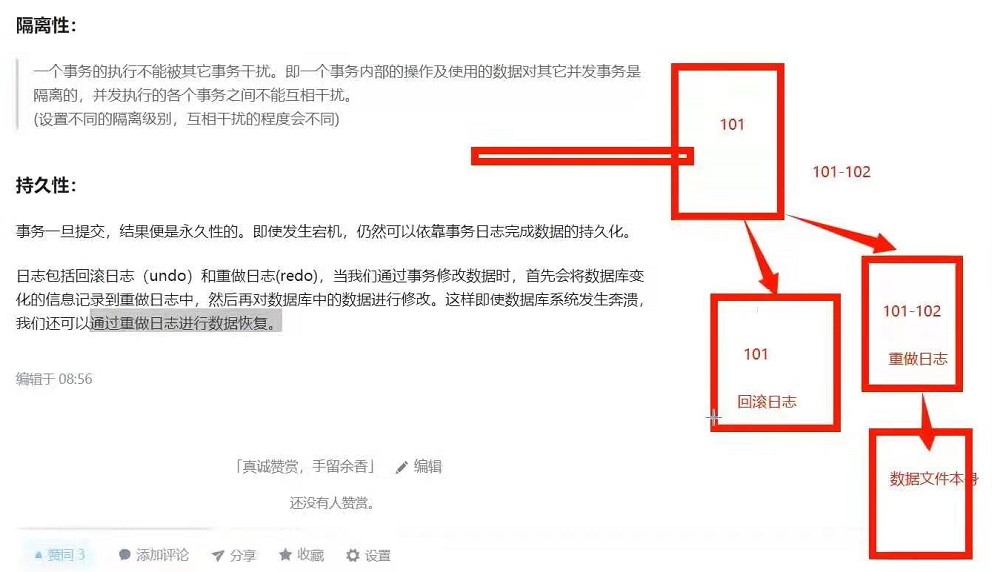 隔离性：
一个事务的执行不能被其它事务干扰。即一个事务内部的操作及使用的数据对其它并发事务是
隔离的，并发执行的各个事务之间不能互相干扰。
(设置不同的隔离级别，互相干扰的程度会不同)
持久性：
事务一旦提交，结果便是永久性的。即使发生宕机，仍然可以依靠事务日志完成数据的持久化。
日志包括回滚日志（undo）和重做日志(redo)，当我们通过事务修改数据时，首先会将数据库变
化的信息记录到重做日志中，然后再对数据库中的数据进行修改。这样即使数据库系统发生奔溃，
我们还可以通过重做日志进行数据恢复。
编辑于 08:56
「真诚赞赏，手留余香」 编辑
还没有人赞赏。
赞同 3 添加评论 分享 收藏 设置
101
101-102
101
回滚日志
101-102
重做日志
数据文件本身